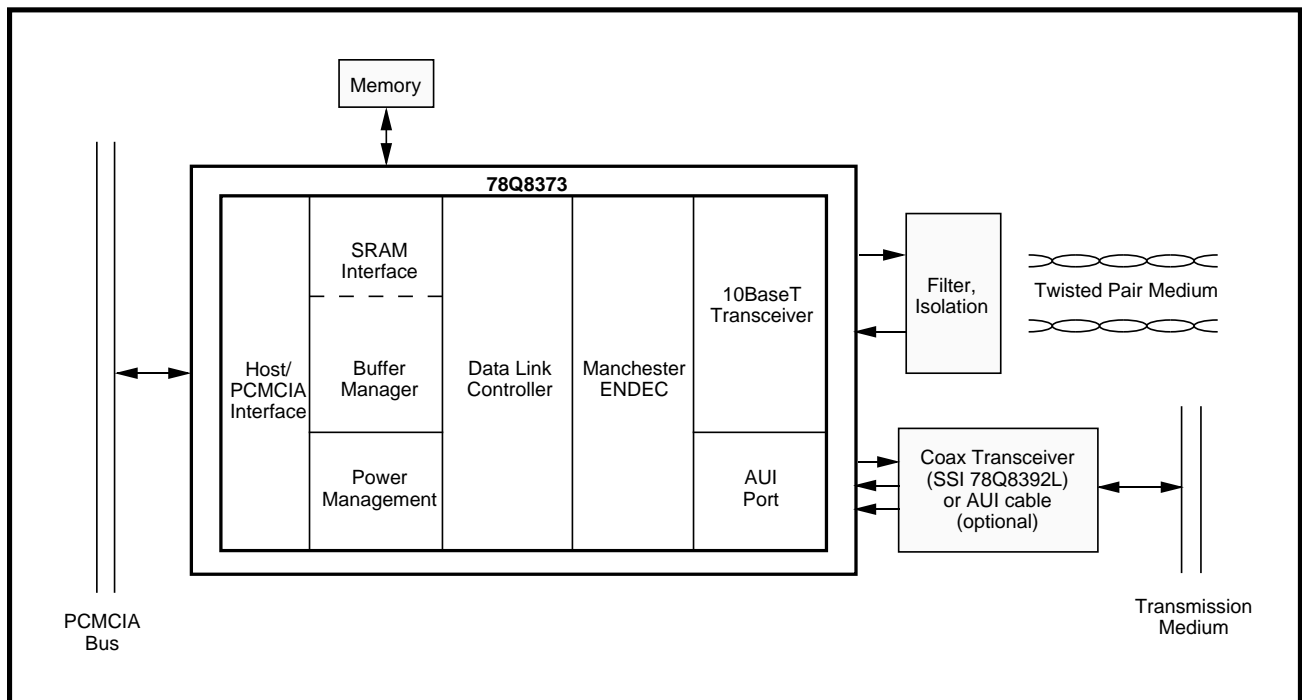 Memory
78Q8373
SRAM
Interface
Host/
PCMCIA
Interface
Buffer
Manager
Power
Management
Data Link
Controller
Manchester
ENDEC
10BaseT
Transceiver
AUI
Port
Filter,
Isolation
Twisted Pair Medium
Coax Transceiver
(SSI 78Q8392L)
or AUI cable
(optional)
PCMCIA
Bus
Transmission
Medium